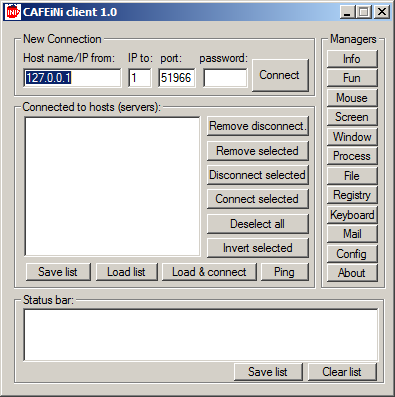 CAFEiNi client 1.0
New Connection
Host name/IP from: IP to: port: password:
127.0.0.1 1 51966 Connect
Connected to hosts (servers):
Remove disconnect.
Remove selected
Disconnect selected
Connect selected
Deselect all
Invert selected
Save list Load list Load & connect Ping
Managers
Info
Fun
Mouse
Screen
Window
Process
File
Registry
Keyboard
Mail
Config
About
Status bar:
Save list Clear list